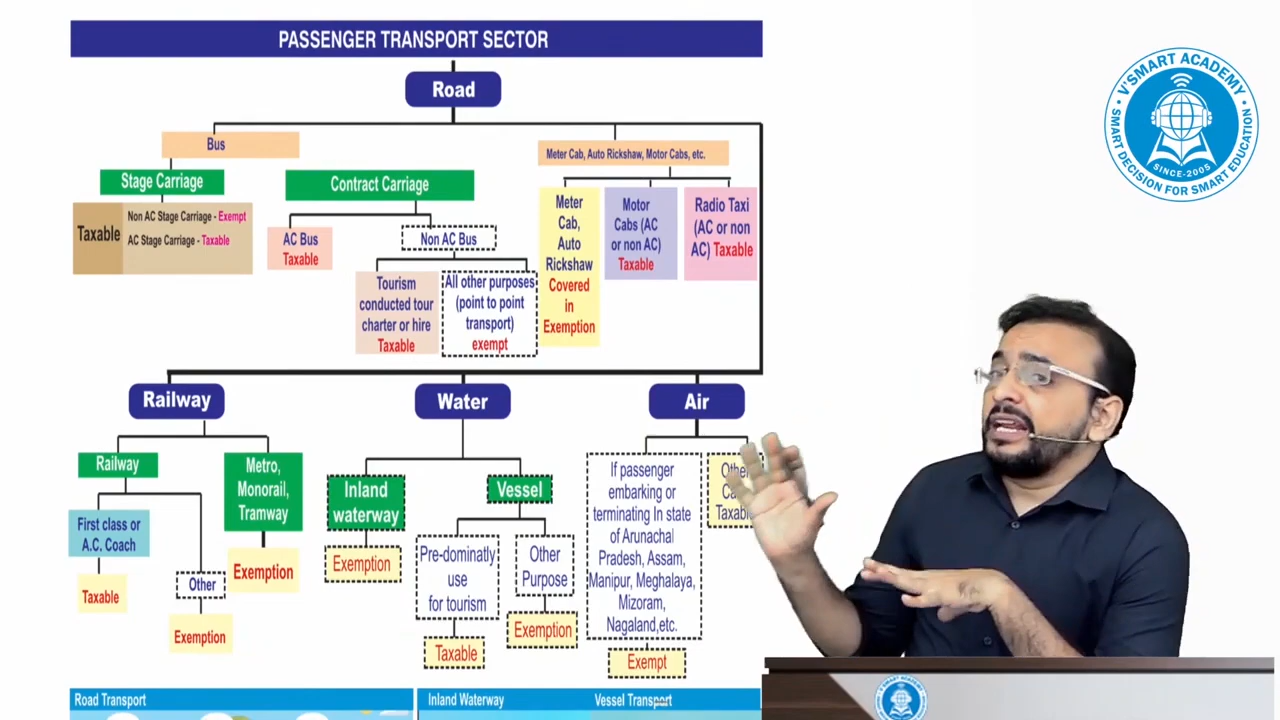 PASSENGER TRANSPORT SECTOR
Road
Bus
Meter Cab, Auto Rickshaw, Motor Cabs, etc.
Stage Carriage
Contract Carriage
Taxable
Non AC Stage Carriage - Exempt
AC Stage Carriage - Taxable
AC Bus
Taxable
Non AC Bus
Tourism
conducted tour
charter or hire
Taxable
All other purposes
(point to point
transport)
exempt
Meter
Cab,
Auto
Rickshaw
Covered
in
Exemption
Motor
Cabs (AC
or non AC)
Taxable
Radio Taxi
(AC or non
AC) Taxable
Railway
Water
Air
Railway
First class or
A.C. Coach
Taxable
Other
Exemption
Metro,
Monorail,
Tramway
Exemption
Inland
waterway
Exemption
Vessel
Pre-dominatly
use
for tourism
Taxable
Other
Purpose
Exemption
If passenger
embarking or
terminating In state
of Arunachal
Pradesh, Assam,
Manipur, Meghalaya,
Mizoram,
Nagaland,etc.
Exempt
Road Transport
Inland Waterway
Vessel Transport
V'SMART ACADEMY
SMART DECISION FOR SMART EDUCATION
SINCE-2005